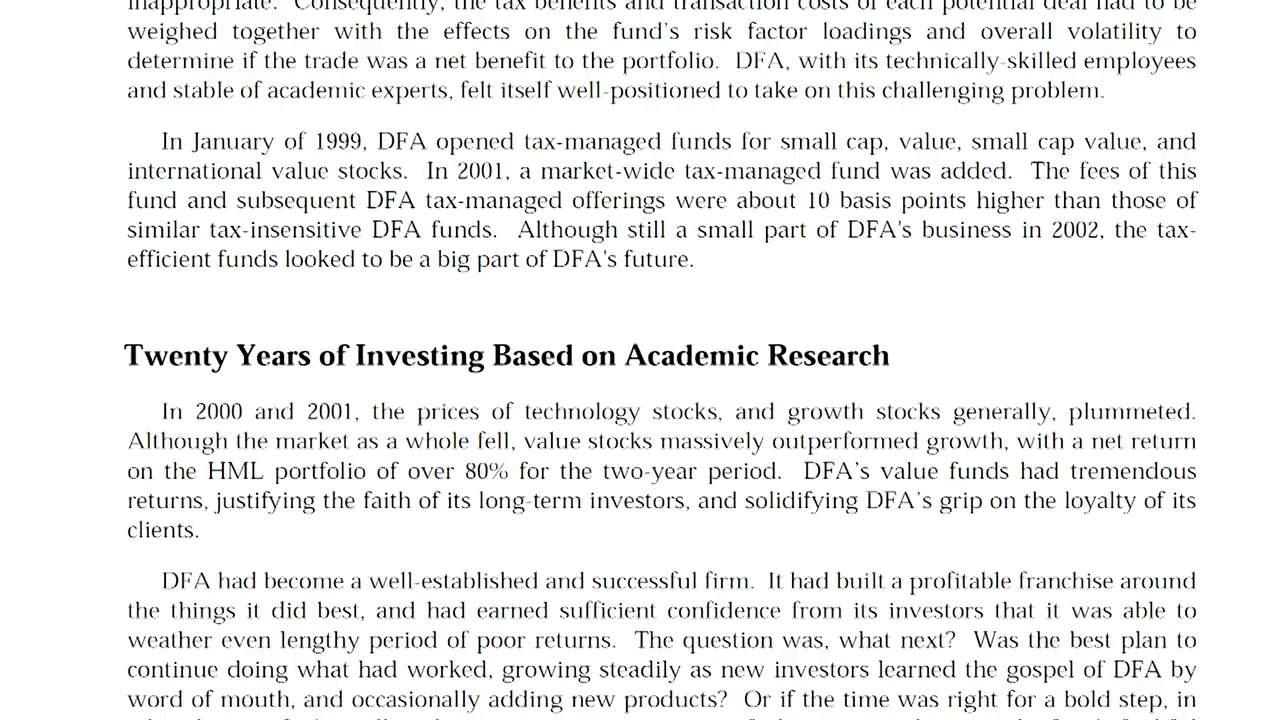 inappropriate. Consequently, the tax benefits and transaction costs of each potential deal had to be
weighed together with the effects on the fund's risk factor loadings and overall volatility to
determine if the trade was a net benefit to the portfolio. DFA, with its technically-skilled employees
and stable of academic experts, felt itself well-positioned to take on this challenging problem.
In January of 1999, DFA opened tax-managed funds for small cap, value, small cap value, and
international value stocks. In 2001, a market-wide tax-managed fund was added. The fees of this
fund and subsequent DFA tax-managed offerings were about 10 basis points higher than those of
similar tax-insensitive DFA funds. Although still a small part of DFA's business in 2002, the tax-
efficient funds looked to be a big part of DFA's future.
Twenty Years of Investing Based on Academic Research
In 2000 and 2001, the prices of technology stocks, and growth stocks generally, plummeted.
Although the market as a whole fell, value stocks massively outperformed growth, with a net return
on the HML portfolio of over 80% for the two-year period. DFA's value funds had tremendous
returns, justifying the faith of its long-term investors, and solidifying DFA's grip on the loyalty of its
clients.
DFA had become a well-established and successful firm. It had built a profitable franchise around
the things it did best, and had earned sufficient confidence from its investors that it was able to
weather even lengthy period of poor returns. The question was, what next? Was the best plan to
continue doing what had worked, growing steadily as new investors learned the gospel of DFA by
word of mouth, and occasionally adding new products? Or if the time was right for a bold step, in